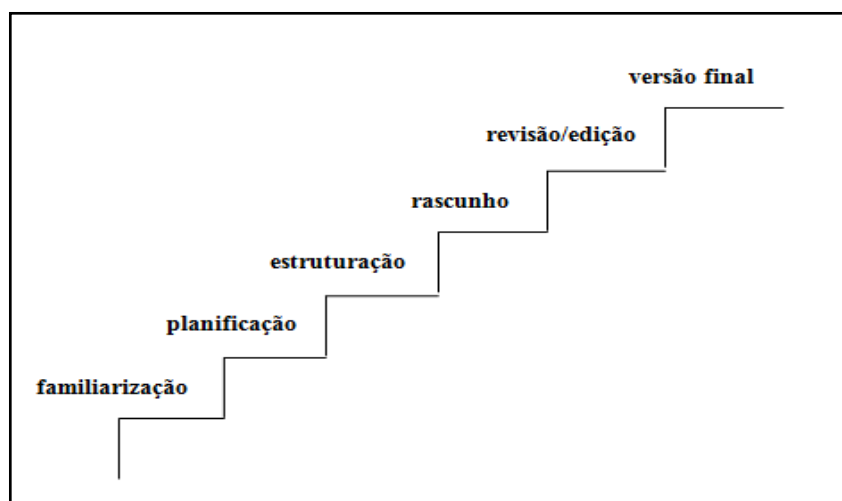 versão final
revisão/edição
rascunho
estruturação
planificação
familiarização